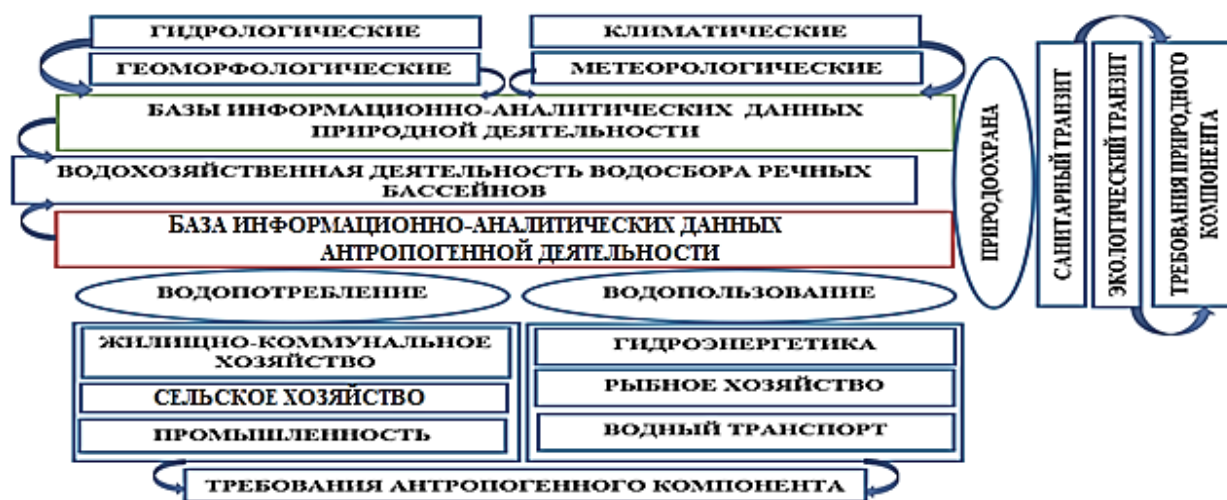 ГИДРОЛОГИЧЕСКИЕ
КЛИМАТИЧЕСКИЕ
ГЕОМОРФОЛОГИЧЕСКИЕ
МЕТЕОРОЛОГИЧЕСКИЕ
БАЗЫ ИНФОРМАЦИОННО-АНАЛИТИЧЕСКИХ ДАННЫХ
ПРИРОДНОЙ ДЕЯТЕЛЬНОСТИ
ВОДОХОЗЯЙСТВЕННАЯ ДЕЯТЕЛЬНОСТЬ ВОДОСБОРА РЕЧНЫХ
БАССЕЙНОВ
БАЗА ИНФОРМАЦИОННО-АНАЛИТИЧЕСКИХ ДАННЫХ
АНТРОПОГЕННОЙ ДЕЯТЕЛЬНОСТИ
ВОДОПОТРЕБЛЕНИЕ
ВОДОПОЛЬЗОВАНИЕ
ЖИЛИЩНО-КОММУНАЛЬНОЕ
ХОЗЯЙСТВО
СЕЛЬСКОЕ ХОЗЯЙСТВО
ПРОМЫШЛЕННОСТЬ
ГИДРОЭНЕРГЕТИКА
РЫБНОЕ ХОЗЯЙСТВО
ВОДНЫЙ ТРАНСПОРТ
ТРЕБОВАНИЯ АНТРОПОГЕННОГО КОМПОНЕНТА
ПРИРОДООХРАНА
САНИТАРНЫЙ ТРАНЗИТ
ЭКОЛОГИЧЕСКИЙ ТРАНЗИТ
ТРЕБОВАНИЯ ПРИРОДНОГО
КОМПОНЕНТА